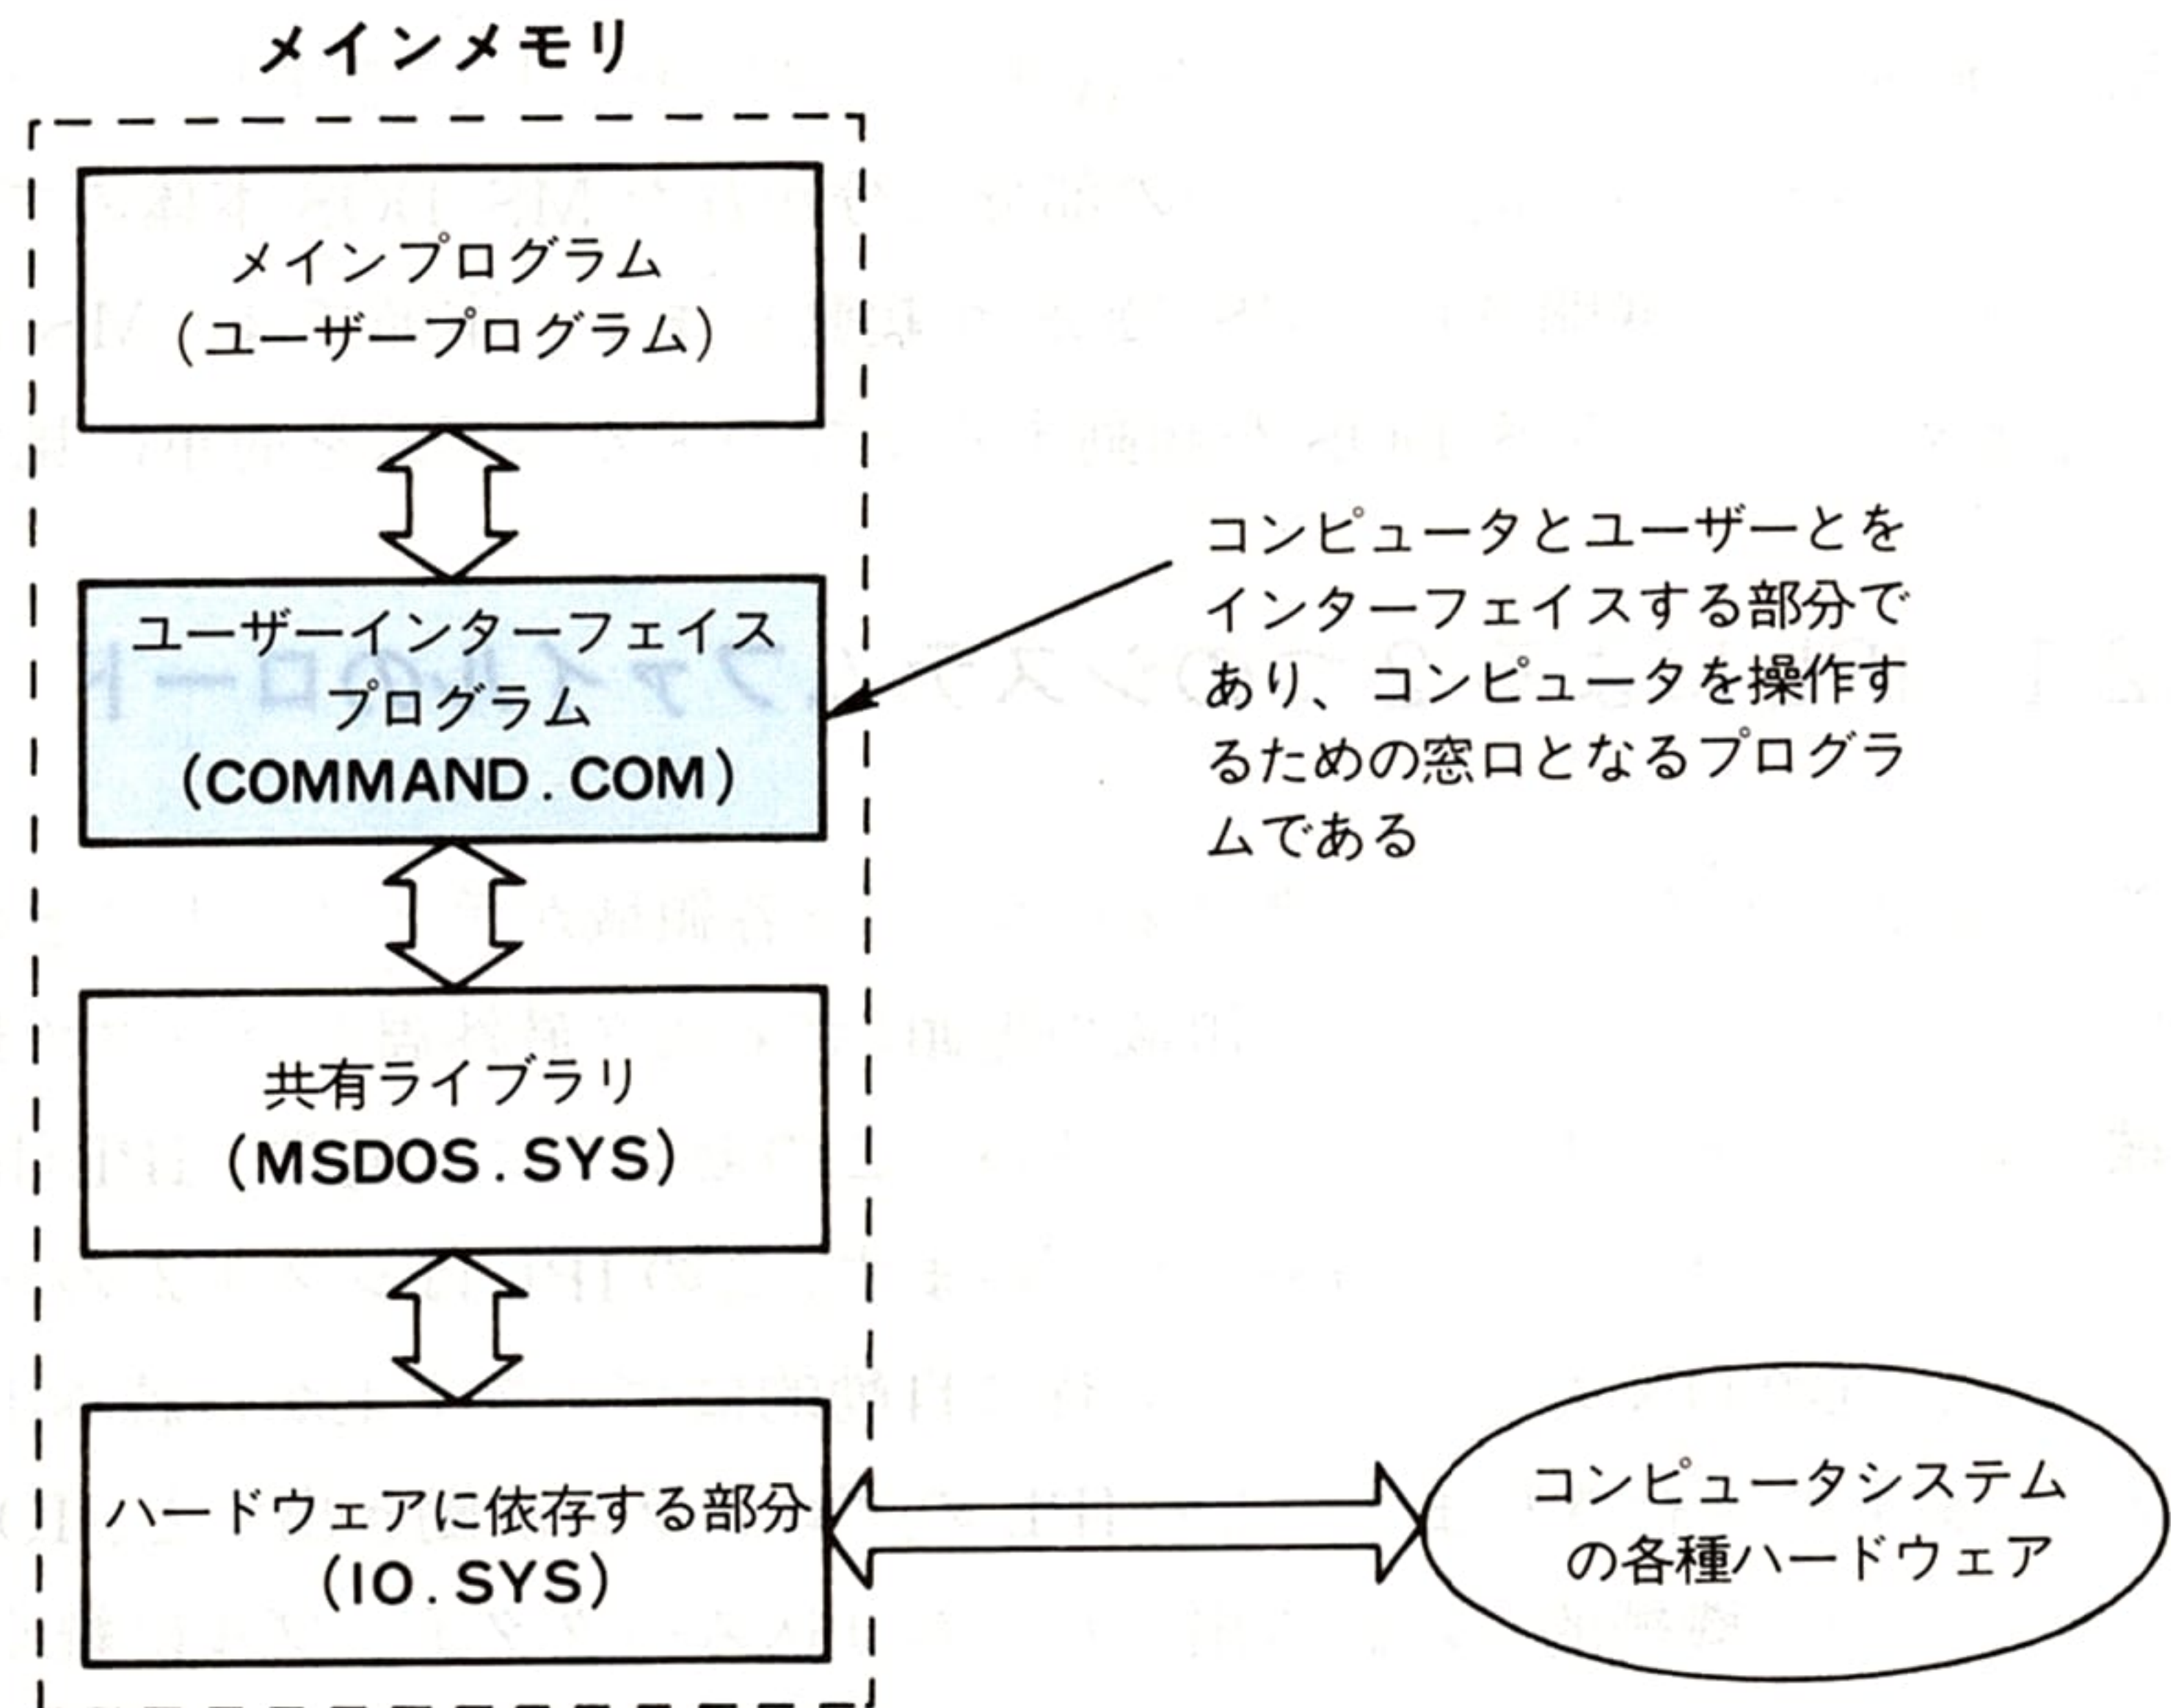 メインメモリ
メインプログラム
(ユーザープログラム)
ユーザーインターフェイス
プログラム
(COMMAND.COM)
コンピュータとユーザーとを
インターフェイスする部分で
あり、コンピュータを操作す
るための窓口となるプログラ
ムである
共有ライブラリ
(MSDOS.SYS)
ハードウェアに依存する部分
(IO.SYS)
コンピュータシステム
の各種ハードウェア